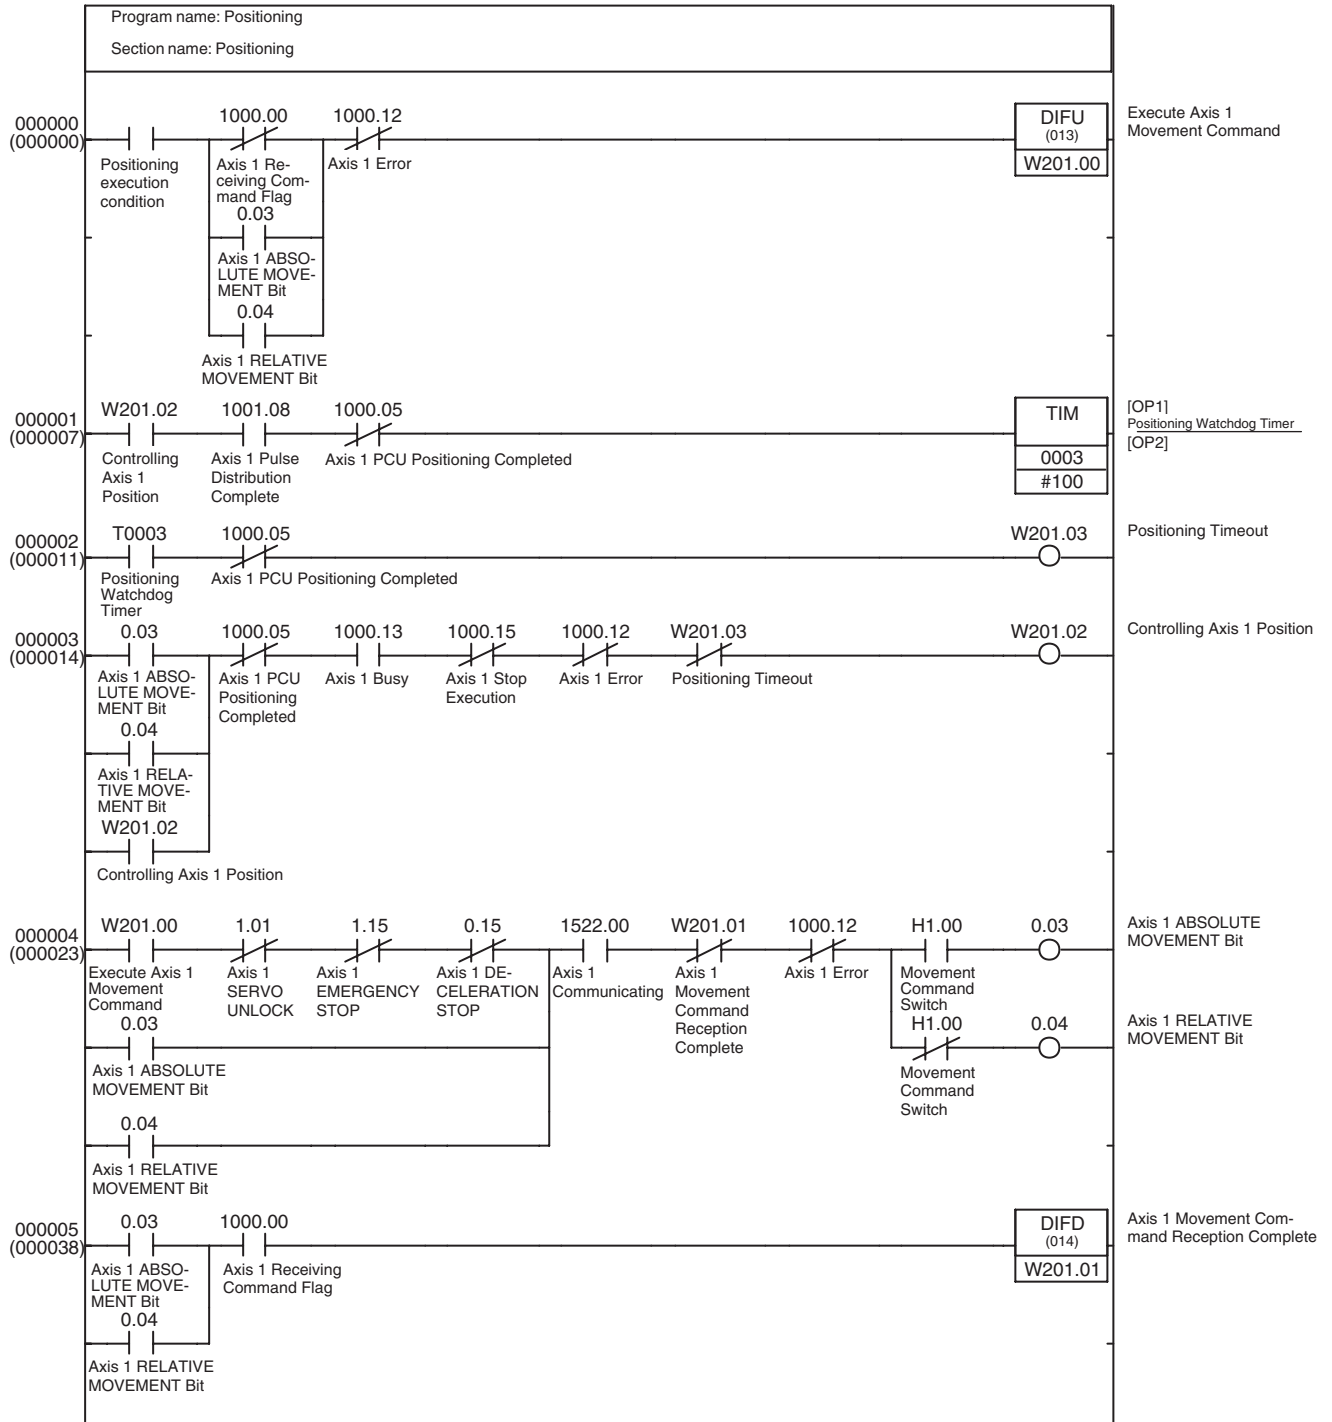 Program name: Positioning
Section name: Positioning
000000
(000000)
Positioning
execution
condition
1000.00
Axis 1 Re-
ceiving Com-
mand Flag
1000.12
Axis 1 Error
DIFU
(013)
W201.00
Execute Axis 1
Movement Command
0.03
Axis 1 ABSO-
LUTE MOVE-
MENT Bit
0.04
Axis 1 RELATIVE
MOVEMENT Bit
000001
(000007)
W201.02
Controlling
Axis 1
Position
1001.08
Axis 1 Pulse
Distribution
Complete
1000.05
Axis 1 PCU Positioning Completed
TIM
0003
#100
[OP1]
Positioning Watchdog Timer
[OP2]
000002
(000011)
T0003
Positioning
Watchdog
Timer
1000.05
Axis 1 PCU Positioning Completed
W201.03
Positioning Timeout
000003
(000014)
0.03
Axis 1 ABSO-
LUTE MOVE-
MENT Bit
1000.05
Axis 1 PCU
Positioning
Completed
1000.13
Axis 1 Busy
1000.15
Axis 1 Stop
Execution
1000.12
Axis 1 Error
W201.03
Positioning Timeout
W201.02
Controlling Axis 1 Position
0.04
Axis 1 RELA-
TIVE MOVE-
MENT Bit
W201.02
Controlling Axis 1 Position
000004
(000023)
W201.00
Execute Axis 1
Movement
Command
1.01
Axis 1
SERVO
UNLOCK
1.15
Axis 1
EMERGENCY
STOP
0.15
Axis 1 DE-
CELERATION
STOP
1522.00
Axis 1
Communicating
W201.01
Axis 1
Movement
Command
Reception
Complete
1000.12
Axis 1 Error
H1.00
Movement
Command
Switch
0.03
Axis 1 ABSOLUTE
MOVEMENT Bit
0.03
Axis 1 ABSOLUTE
MOVEMENT Bit
H1.00
Movement
Command
Switch
0.04
Axis 1 RELATIVE
MOVEMENT Bit
0.04
Axis 1 RELATIVE
MOVEMENT Bit
000005
(000038)
0.03
Axis 1 ABSO-
LUTE MOVE-
MENT Bit
1000.00
Axis 1 Receiving
Command Flag
DIFD
(014)
W201.01
Axis 1 Movement Com-
mand Reception Complete
0.04
Axis 1 RELATIVE
MOVEMENT Bit